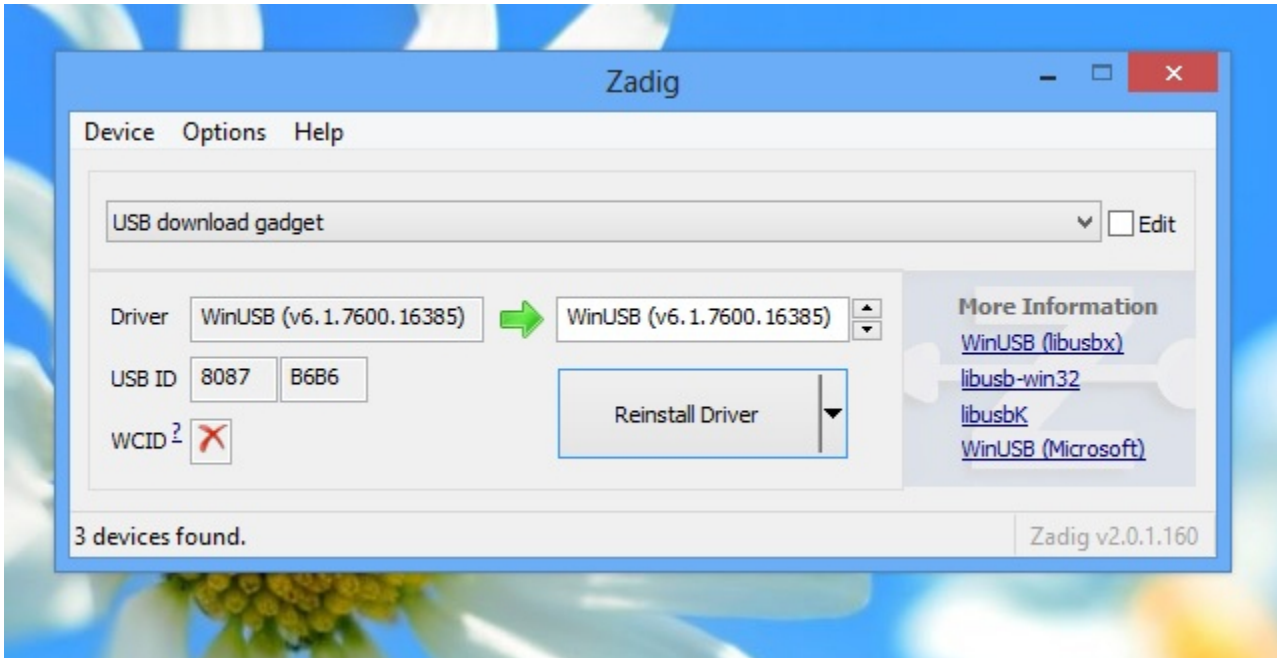 Zadig
Device Options Help
USB download gadget
Edit
Driver WinUSB (v6.1.7600.16385) WinUSB (v6.1.7600.16385)
USB ID 8087 B6B6
WCID ?
Reinstall Driver
More Information
WinUSB (libusbx)
libusb-win32
libusbK
WinUSB (Microsoft)
3 devices found.
Zadig v2.0.1.160